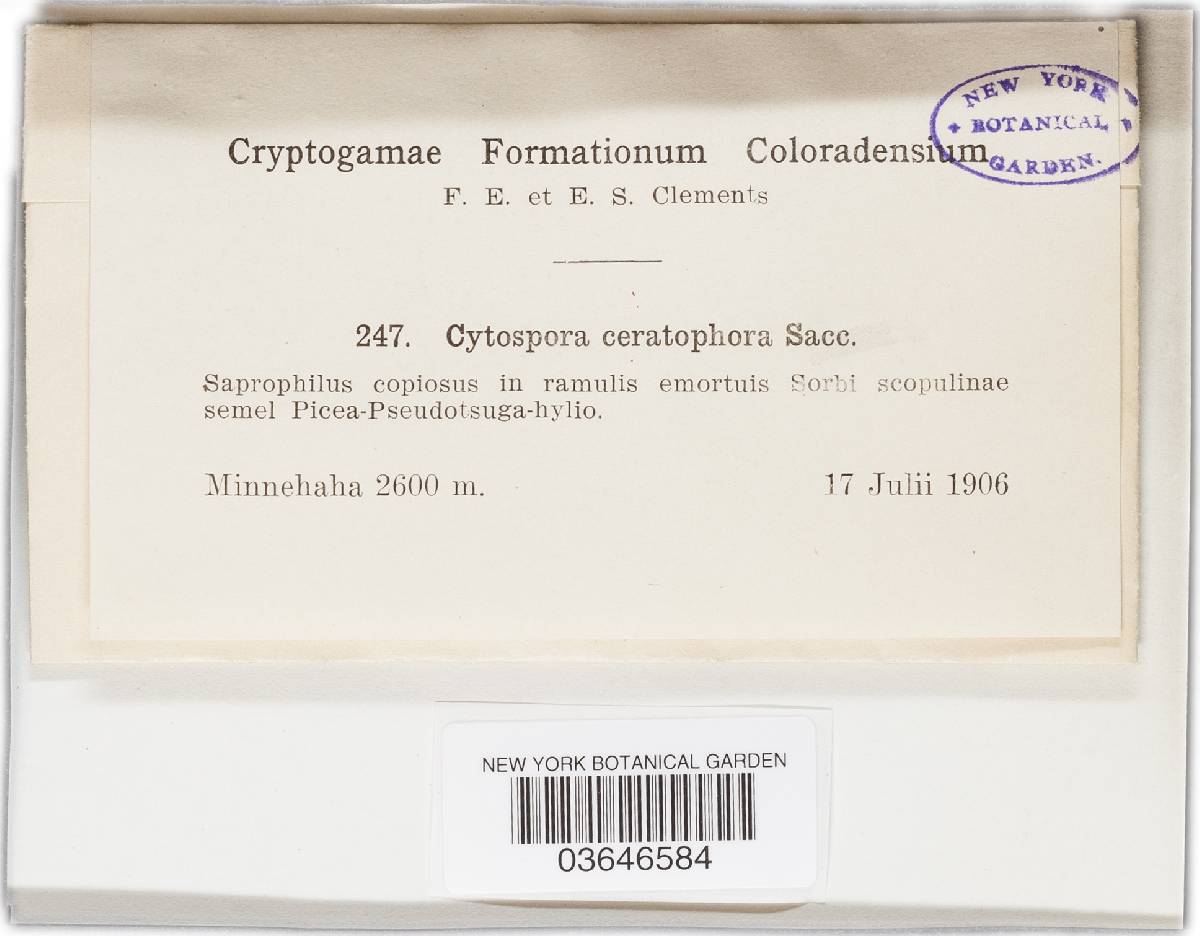 NEW YORK
BOTANICAL
GARDEN.
Cryptogamae Formationum Coloradensium
F. E. et E. S. Clements
247. Cytospora ceratophora Sacc.
Saprophilus copiosus in ramulis emortuis Sorbi scopulinae
semel Picea-Pseudotsuga-hylio.
Minnehaha 2600 m. 17 Julii 1906
NEW YORK BOTANICAL GARDEN
03646584